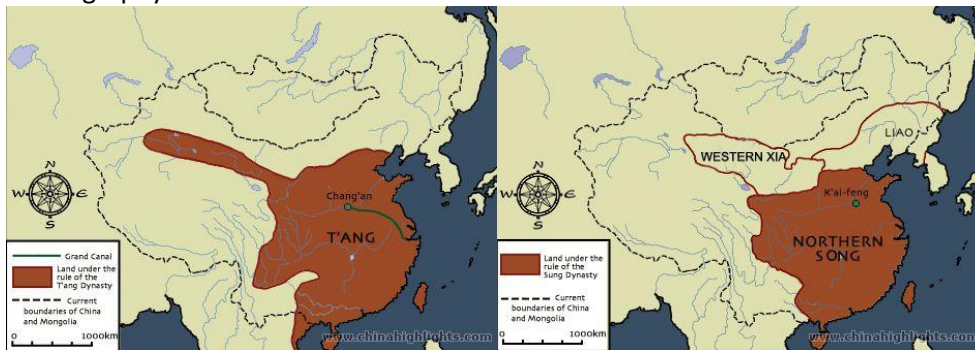 N
W E
S
Chang'an
T'ANG
Grand Canal
Land under the
rule of the
T'ang Dynasty
Current
boundaries of China
and Mongolia
0 1000km
www.chinahighlights.com
N
W E
S
WESTERN XIA
LIAO
K'ai-feng
NORTHERN
SONG
Land under the
rule of the
Sung Dynasty
Current
boundaries of China
and Mongolia
0 1000km
www.chinahighlights.com